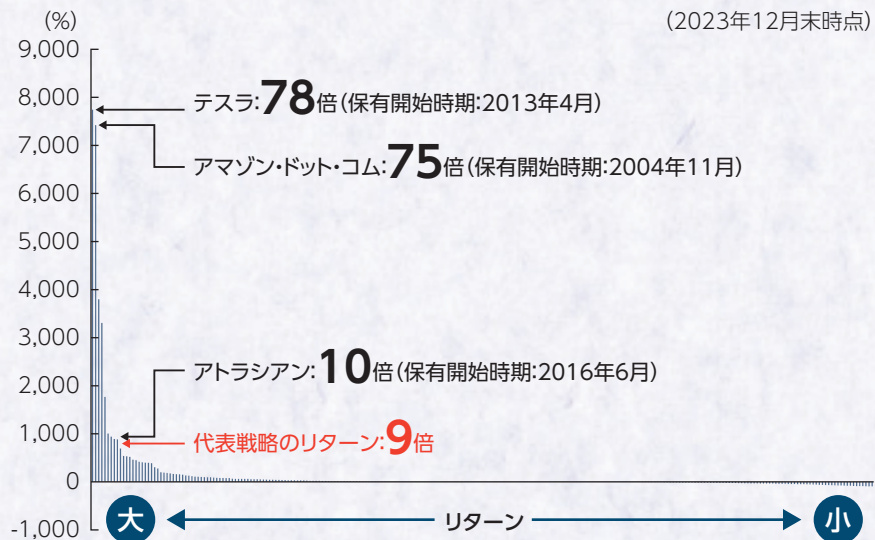 (%)
(2023年12月末時点)
9,000
8,000
テスラ:78倍(保有開始時期:2013年4月)
7,000
アマゾン・ドット・コム:75倍(保有開始時期:2004年11月)
6,000
5,000
4,000
3,000
アトラシアン:10倍(保有開始時期:2016年6月)
2,000
1,000
代表戦略のリターン:9倍
0
-1,000
大 リターン 小